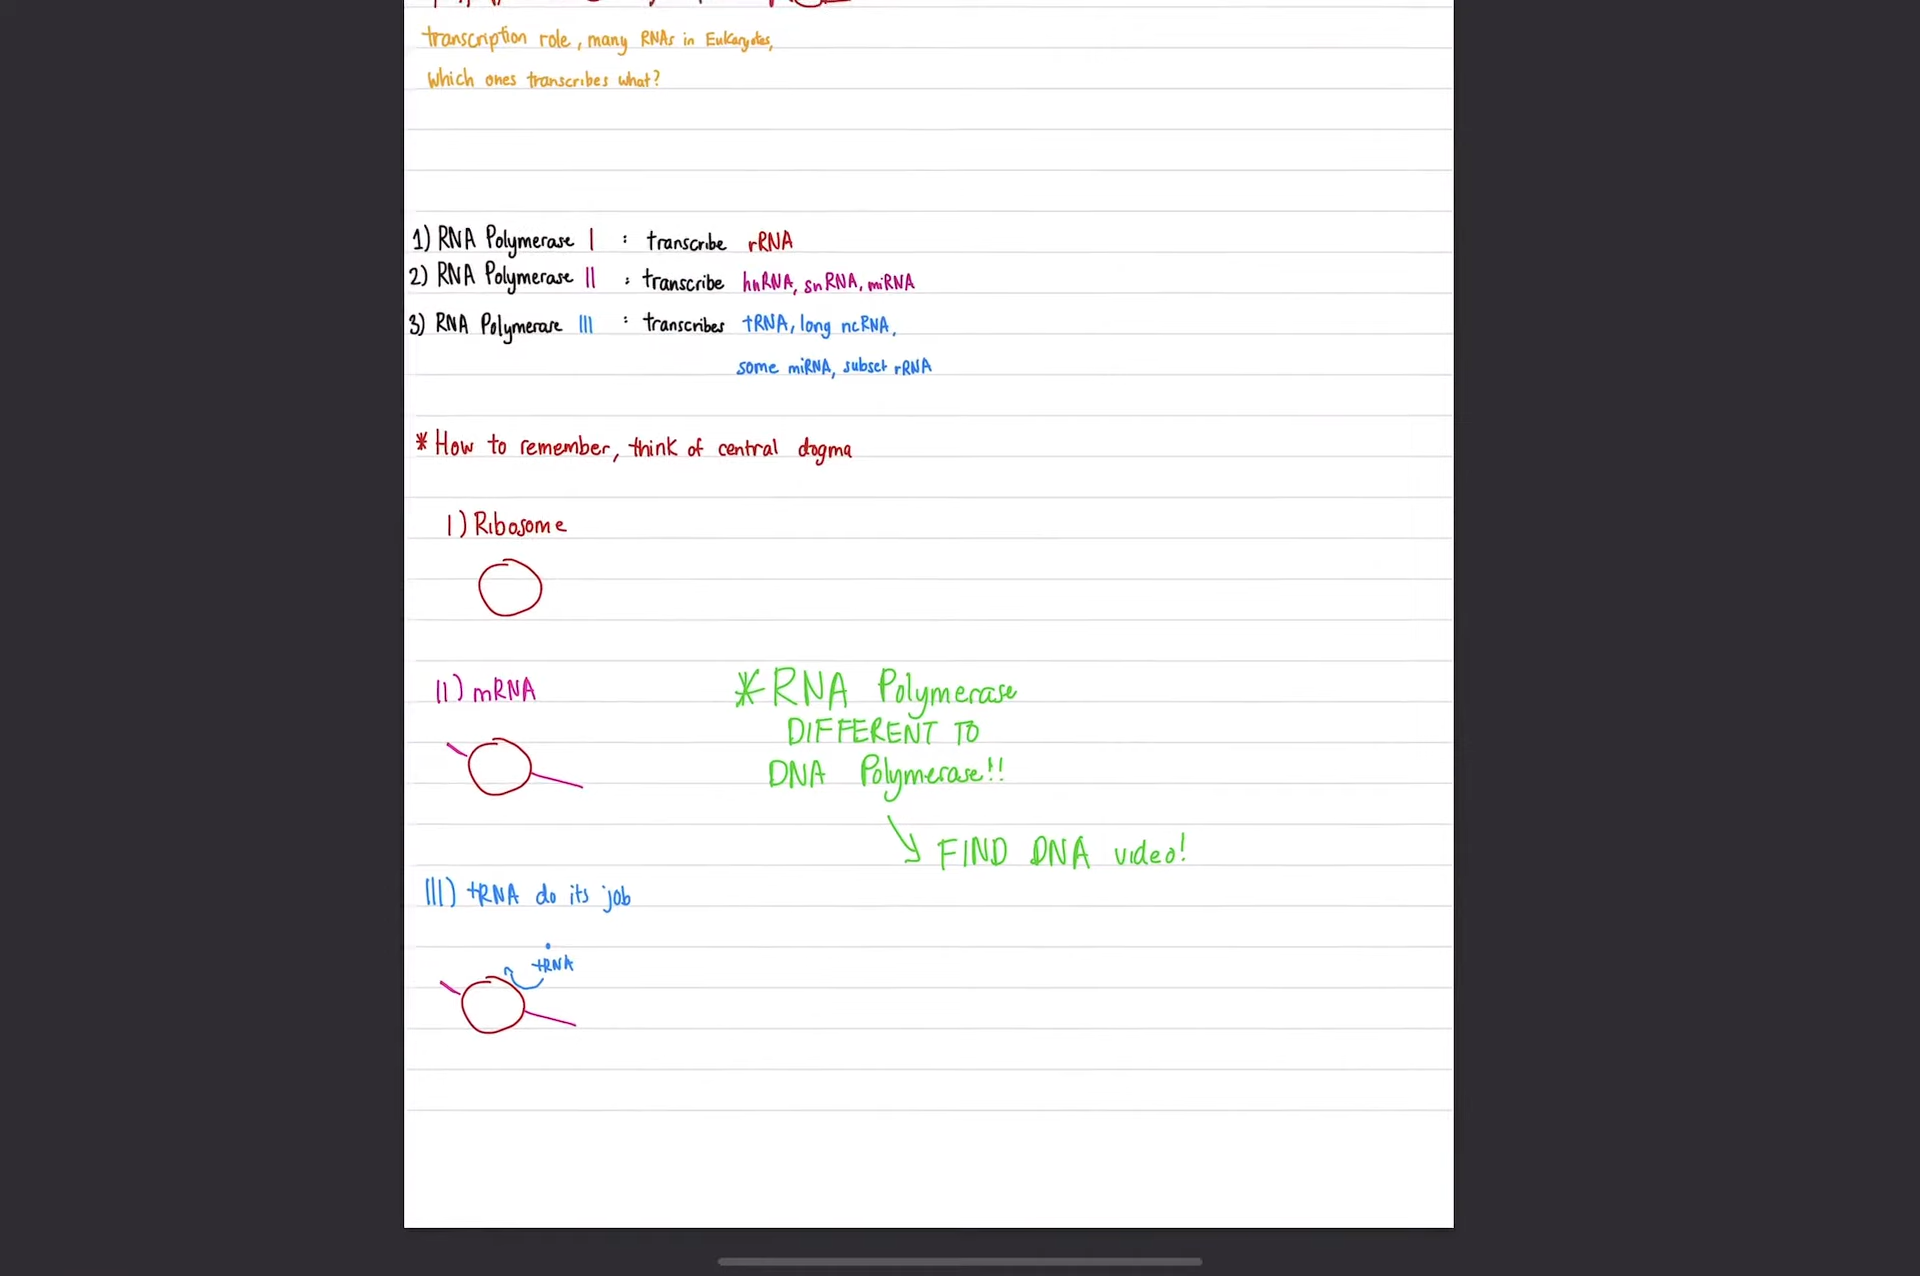 transcription role, many RNAs in Eukaryotes,
Which ones transcribes what?
1) RNA Polymerase I : transcribe rRNA
2) RNA Polymerase II : transcribe hnRNA, snRNA, miRNA
3) RNA Polymerase III : transcribes tRNA, long ncRNA,
some miRNA, subset rRNA
* How to remember, think of central dogma
I) Ribosome
II) mRNA
* RNA Polymerase
DIFFERENT TO
DNA Polymerase!!
FIND DNA video!
III) tRNA do its job
tRNA